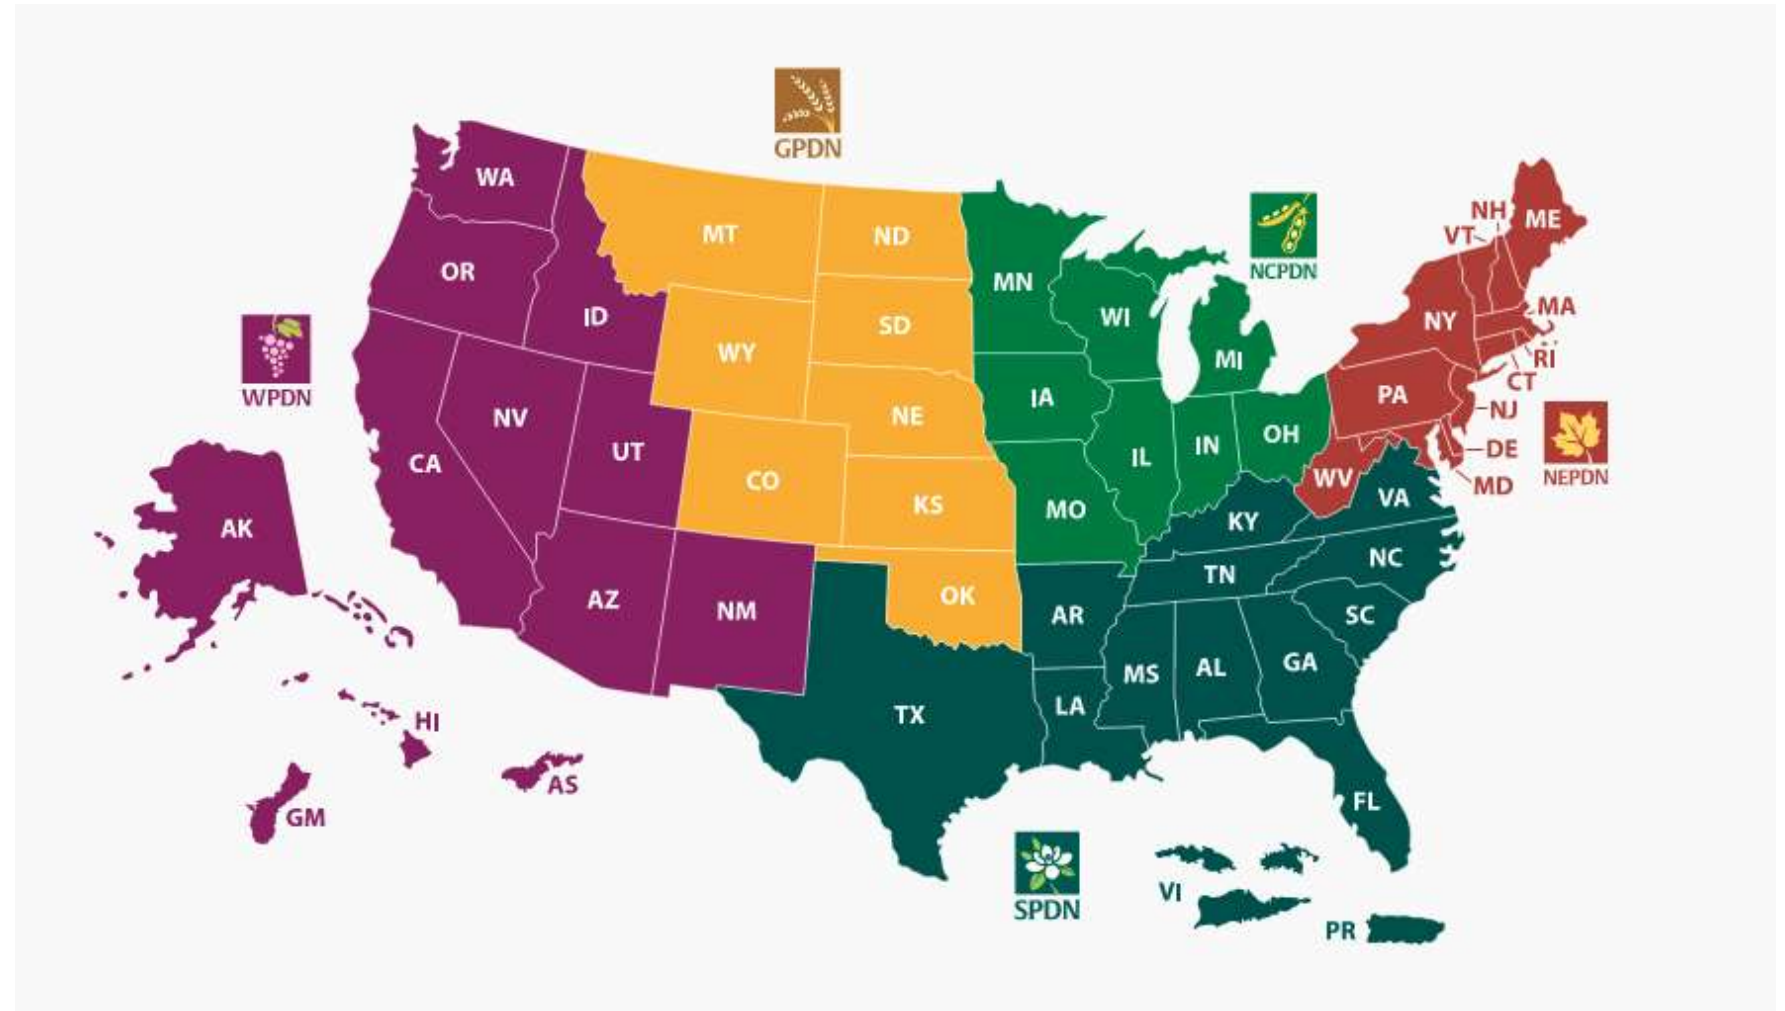 GPDN
WA
MT
ND
NH
ME
VT
OR
MN
NCPDN
ID
SD
WI
MA
NY
WY
MI
RI
CT
WPDN
NE
IA
PA
NJ
NV
OH
IN
DE
UT
CA
IL
NEPDN
CO
WV
MD
VA
KS
MO
KY
AK
NC
TN
AZ
OK
NM
AR
SC
MS
AL
GA
LA
TX
HI
AS
FL
GM
VI
SPDN
PR